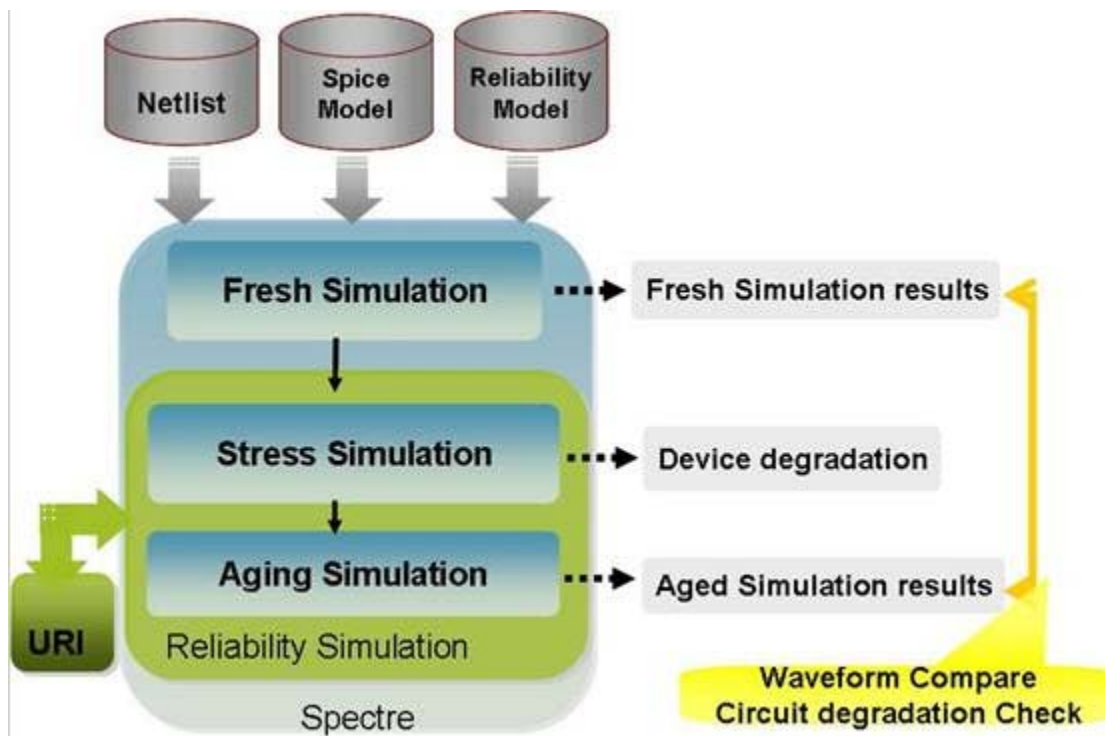 Netlist
Spice
Model
Reliability
Model
Fresh Simulation
Fresh Simulation results
Stress Simulation
Device degradation
Aging Simulation
Aged Simulation results
URI
Reliability Simulation
Spectre
Waveform Compare
Circuit degradation Check